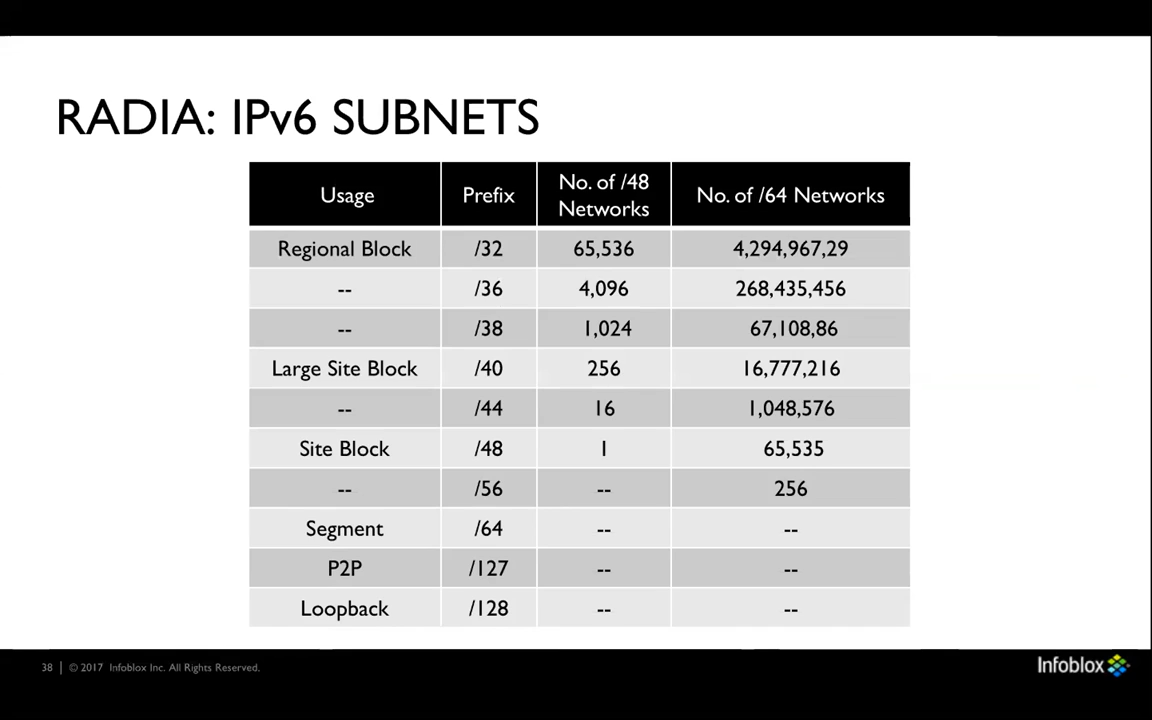 RADIA: IPv6 SUBNETS
Usage Prefix No. of /48 Networks No. of /64 Networks
Regional Block /32 65,536 4,294,967,29
-- /36 4,096 268,435,456
-- /38 1,024 67,108,86
Large Site Block /40 256 16,777,216
-- /44 16 1,048,576
Site Block /48 1 65,535
-- /56 -- 256
Segment /64 -- --
P2P /127 -- --
Loopback /128 -- --
38 | © 2017 Infoblox Inc. All Rights Reserved.
Infoblox